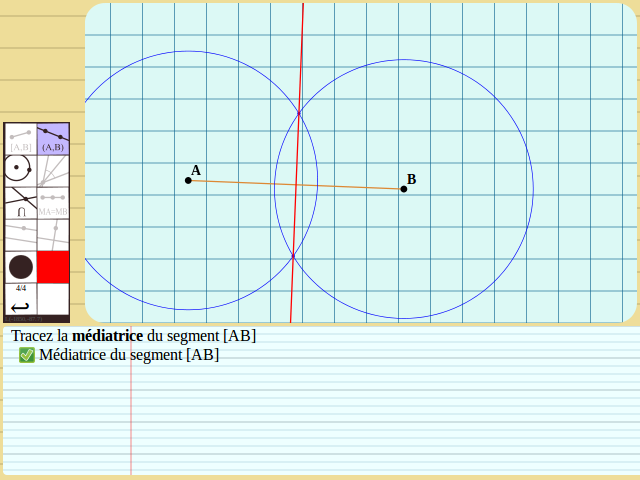 [A,B]
(A,B)
∩
MA=MB
4/4
A
B
Tracez la médiatrice du segment [AB]
✅ Médiatrice du segment [AB]